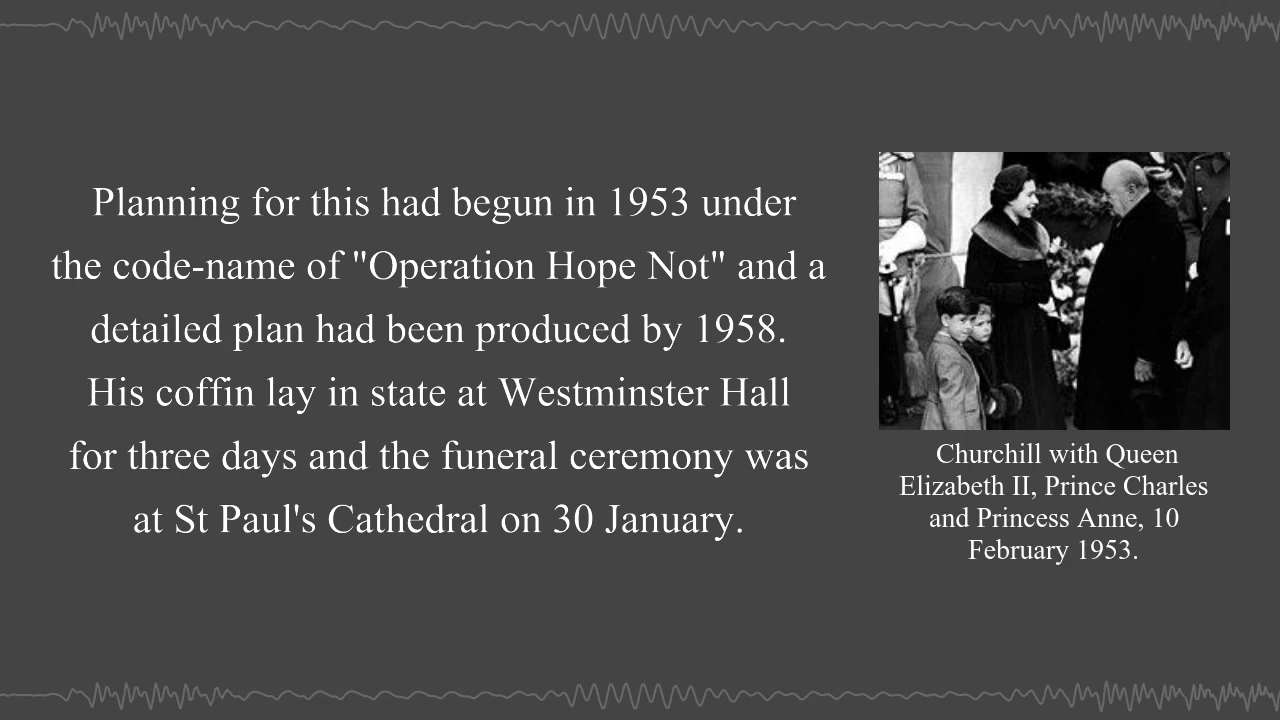 Planning for this had begun in 1953 under
the code-name of "Operation Hope Not" and a
detailed plan had been produced by 1958.
His coffin lay in state at Westminster Hall
for three days and the funeral ceremony was
at St Paul's Cathedral on 30 January.
Churchill with Queen
Elizabeth II, Prince Charles
and Princess Anne, 10
February 1953.